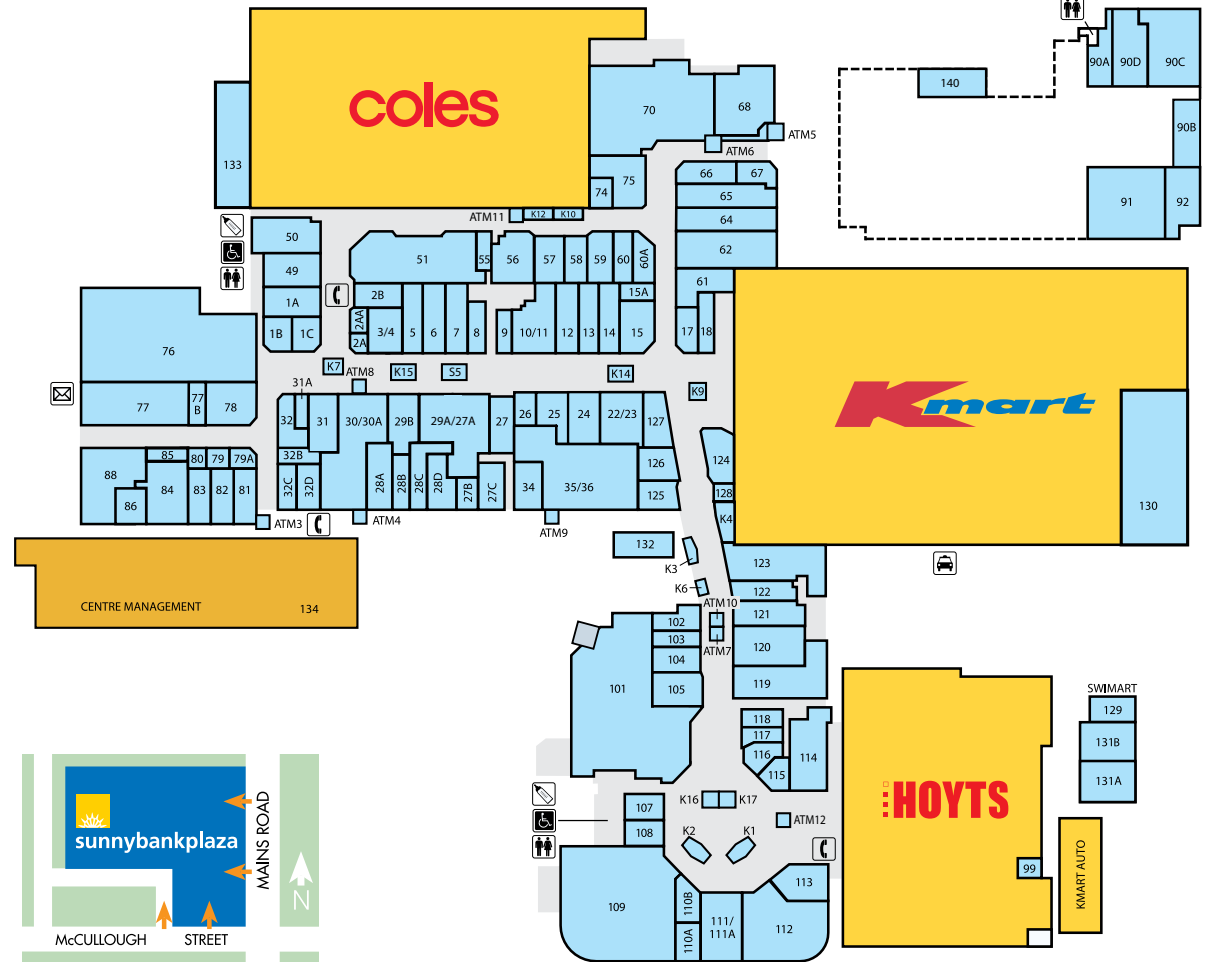 coles
133
70
68
ATM5
ATM6
140
90A
90D
90C
90B
91
92
74
75
66
67
65
64
62
61
17
18
ATM11
K12
K10
50
49
1A
1B
1C
51
55
56
57
58
59
60
60A
2B
2AA
2A
3/4
5
6
7
8
9
10/11
12
13
14
15A
15
76
77
77
B
78
K7
ATM8
K15
S5
K14
K9
kmart
130
31A
32
31
30/30A
29B
29A/27A
27
26
25
24
22/23
127
32B
32C
32D
28A
28B
28C
28D
27B
27C
34
35/36
126
125
124
128
K4
88
85
80
79
79A
86
84
83
82
81
ATM3
ATM4
ATM9
132
K3
K6
123
122
121
120
119
ATM10
ATM7
CENTRE MANAGEMENT
134
102
103
104
105
101
118
117
116
115
114
107
108
K16
K17
K2
K1
ATM12
109
110B
110A
111/
111A
112
113
HOYTS
99
SWIMART
129
131B
131A
KMART AUTO
sunnybankplaza
MAINS ROAD
N
McCULLOUGH STREET